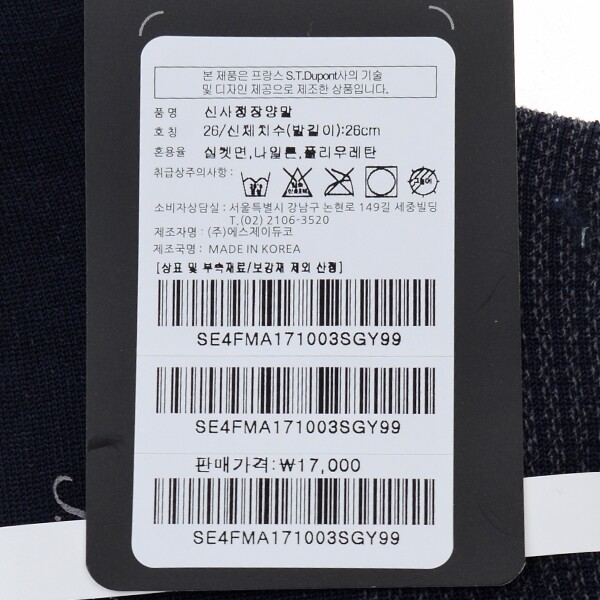 본 제품은 프랑스 S.T.Dupont사의 기술
및 디자인 제공으로 제조한 상품입니다.
품 명 신사정장양말
호 칭 26/신체치수(발길이):26cm
혼용율 실켓면,나일론,폴리우레탄
취급상주의사항 :
소비자상담실 : 서울특별시 강남구 논현로 149길 세중빌딩
T.(02) 2106-3520
제조자명 : (주)에스제이듀코
제조국명 : MADE IN KOREA
[상표 및 부속재료/보강재 제외 산정]
SE4FMA171003SGY99
SE4FMA171003SGY99
판매가격:₩17,000
SE4FMA171003SGY99